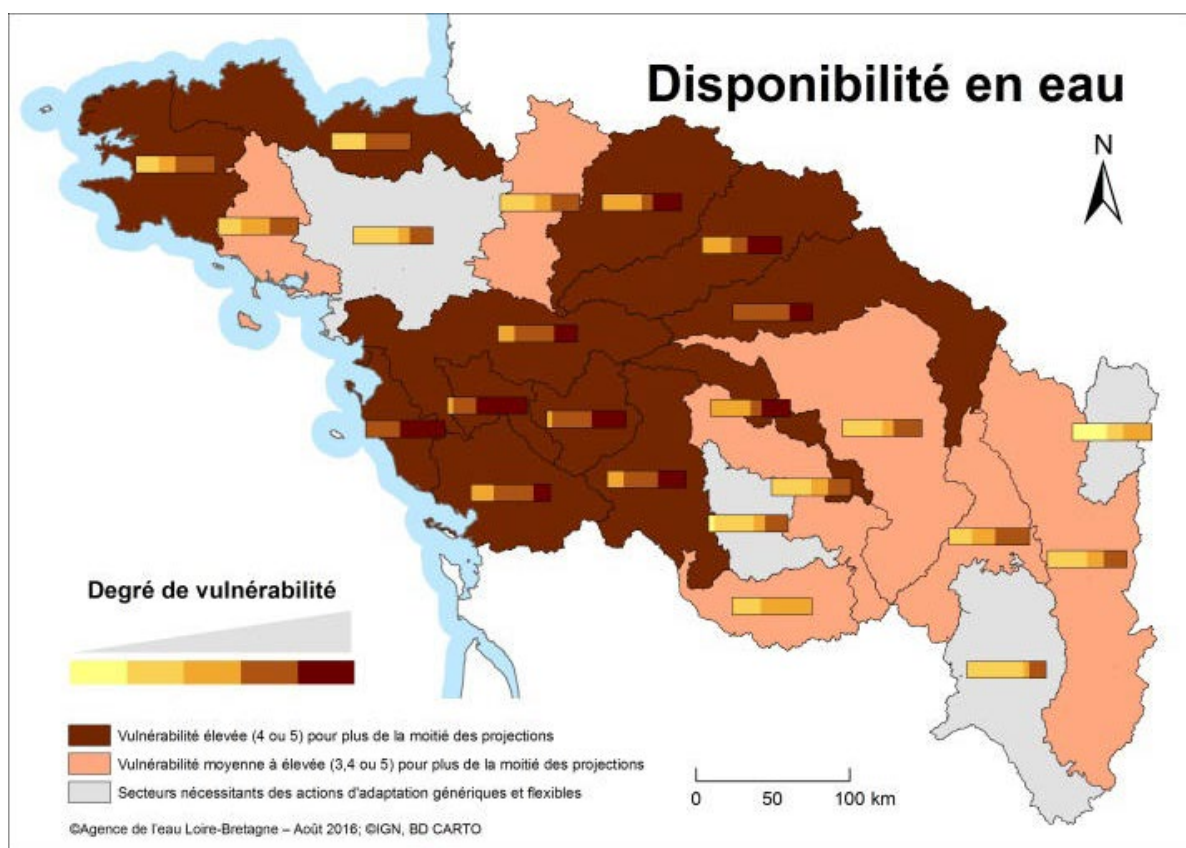 Disponibilité en eau
N
Degré de vulnérabilité
Vulnérabilité élevée (4 ou 5) pour plus de la moitié des projections
Vulnérabilité moyenne à élevée (3,4 ou 5) pour plus de la moitié des projections
Secteurs nécessitants des actions d'adaptation génériques et flexibles
0 50 100 km
©Agence de l'eau Loire-Bretagne – Août 2016; ©IGN, BD CARTO